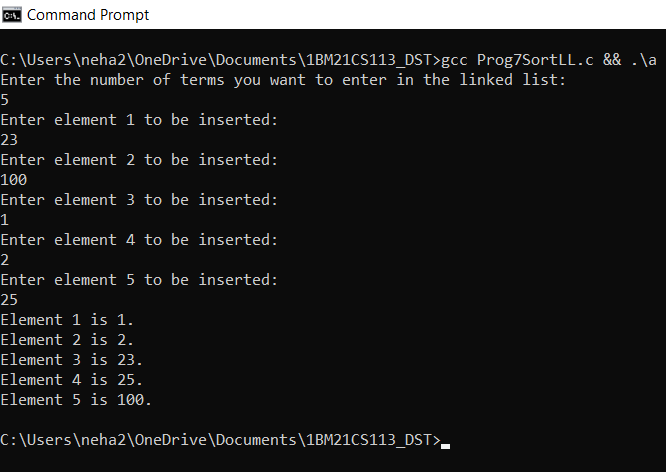 Command Prompt
C:\Users\neha2\OneDrive\Documents\1BM21CS113_DST>gcc Prog7SortLL.c && .\a
Enter the number of terms you want to enter in the linked list:
5
Enter element 1 to be inserted:
23
Enter element 2 to be inserted:
100
Enter element 3 to be inserted:
1
Enter element 4 to be inserted:
2
Enter element 5 to be inserted:
25
Element 1 is 1.
Element 2 is 2.
Element 3 is 23.
Element 4 is 25.
Element 5 is 100.
C:\Users\neha2\OneDrive\Documents\1BM21CS113_DST>